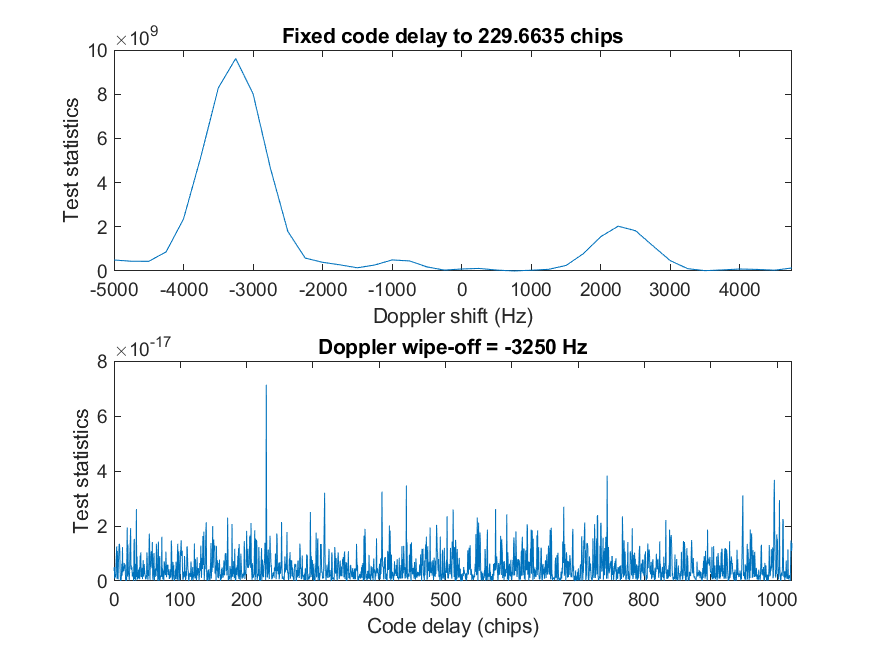 ×10⁹
Fixed code delay to 229.6635 chips
10
8
6
4
2
0
Test statistics
-5000 -4000 -3000 -2000 -1000 0 1000 2000 3000 4000
Doppler shift (Hz)
×10⁻¹⁷
Doppler wipe-off = -3250 Hz
8
6
4
2
0
Test statistics
0 100 200 300 400 500 600 700 800 900 1000
Code delay (chips)